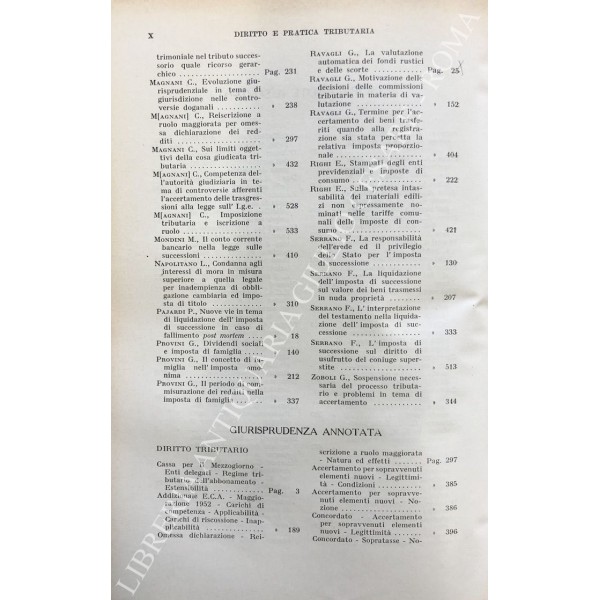 X
DIRITTO E PRATICA TRIBUTARIA
trimoniale nel tributo successorio
sorio quale ricorso gerarchico
chico Pag. 231
MAGNANI C., Evoluzione giu-
risprudenziale in tema di
giurisdizione nelle contro-
versie doganali » 238
M[AGNANI] C., Reiscrizione a
ruolo maggiorata per omes-
sa dichiarazione dei red-
diti » 297
MAGNANI C., Sui limiti ogget-
tivi della cosa giudicata tri-
butaria » 432
M[AGNANI] C., Competenza del-
l'autorità giudiziaria in te-
ma di controversie afferenti
l'accertamento delle trasgres-
sioni alla legge sull'I.g.e. » 528
M[AGNANI] C., Imposizione
tributaria e iscrizione a
ruolo » 533
MONDINI M., Il conto corrente
bancario nella legge sulle
successioni » 410
NAPOLITANO L., Condanna agli
interessi di mora in misura
superiore a quella legale
per inadempienza di obbli-
gazione cambiaria ed impo-
sta di titolo » 310
PAJARDI P., Nuove vie in tema
di liquidazione dell'imposta
di successione in caso di
fallimento post mortem » 18
PROVINI G., Dividendi sociali
e imposta di famiglia » 140
PROVINI G., Il concetto di fa-
miglia nell'imposta omo-
nima » 212
PROVINI G., Il periodo di com-
misurazione dei redditi nella
imposta di famiglia » 337
RAVAGLI G., La valutazione
automatica dei fondi rustici
e delle scorte Pag. 25
RAVAGLI G., Motivazione delle
decisioni delle commissioni
tributarie in materia di va-
lutazione » 152
RAVAGLI G., Termine per l'ac-
certamento dei beni trasfe-
riti quando alla registra-
zione sia stata percetta la
relativa imposta proporzio-
nale » 404
RIGHI E., Stampati degli enti
previdenziali e imposte di
consumo » 222
RIGHI E., Sulla pretesa intas-
sabilità dei materiali edili-
zi non espressamente nomi-
nati nelle tariffe comu-
nali delle imposte di con-
sumo » 421
SERRANO F., La responsabilità
dell'erede ed il privilegio
dello Stato per l'imposta
di successione » 130
SERRANO F., La liquidazione
dell'imposta di successione
sul valore dei beni trasmessi
in nuda proprietà » 207
SERRANO F., L'interpretazione
del testamento nella liquida-
zione dell'imposta di suc-
cessione » 333
SERRANO F., L'imposta di
successione sul diritto di
usufrutto del coniuge super-
stite » 513
ZOBOLI G., Sospensione neces-
saria del processo tributa-
rio e problemi in tema di
accertamento » 344
GIURISPRUDENZA ANNOTATA
DIRITTO TRIBUTARIO
Cassa per il Mezzogiorno -
Enti delegati - Regime tri-
butario dell'abbonamento -
Estensibilità Pag. 3
Addizionale E.C.A. - Maggio-
razione 1952 - Carichi di
competenza - Applicabilità -
Carichi di riscossione - Inap-
plicabilità » 189
Omessa dichiarazione - Rei-
scrizione a ruolo maggiorata
- Natura ed effetti Pag. 297
Accertamento per sopravvenuti
elementi nuovi - Legittimi-
tà - Condizioni » 385
Accertamento per sopravve-
nuti elementi nuovi - No-
zione » 386
Concordato - Accertamento
per sopravvenuti elementi
nuovi - Legittimità » 396
Concordato - Sopratasse - No-